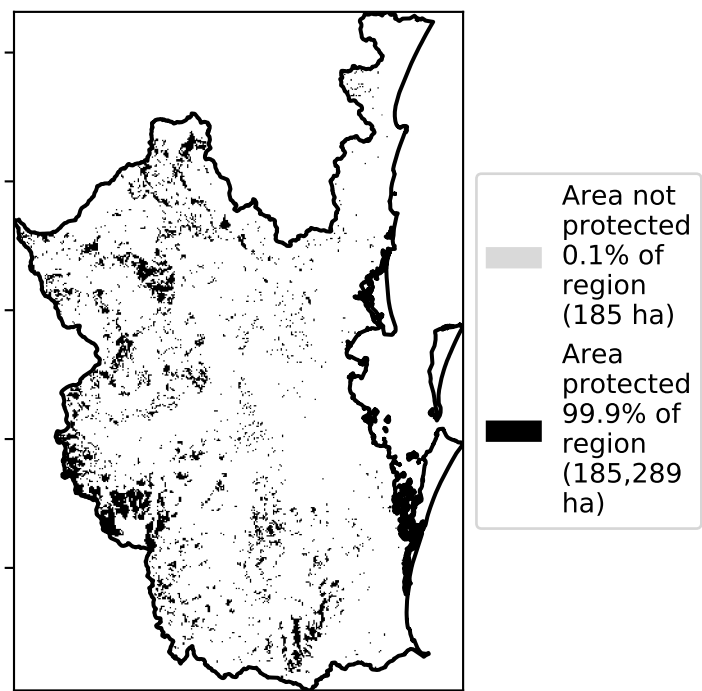 Area not
protected
0.1% of
region
(185 ha)
Area
protected
99.9% of
region
(185,289
ha)